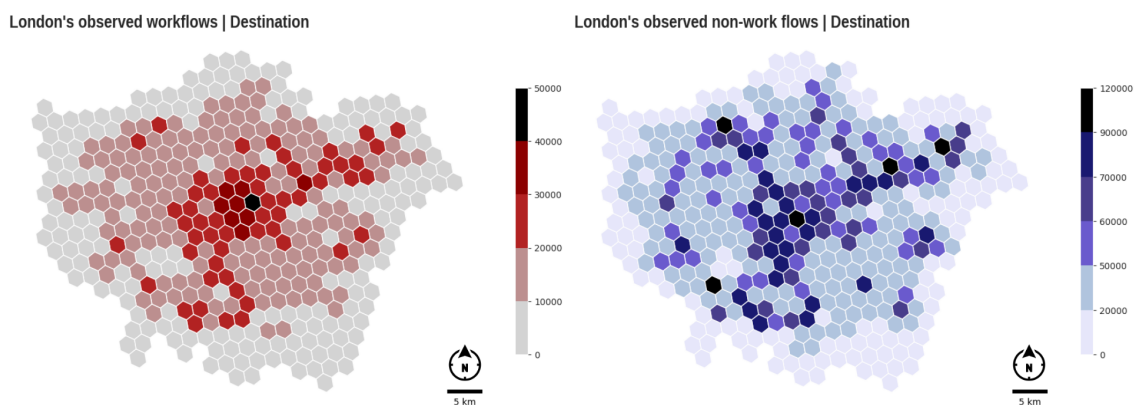 London's observed workflows | Destination
London's observed non-work flows | Destination
50000
40000
30000
20000
10000
0
N
5 km
120000
90000
70000
60000
50000
20000
0
N
5 km